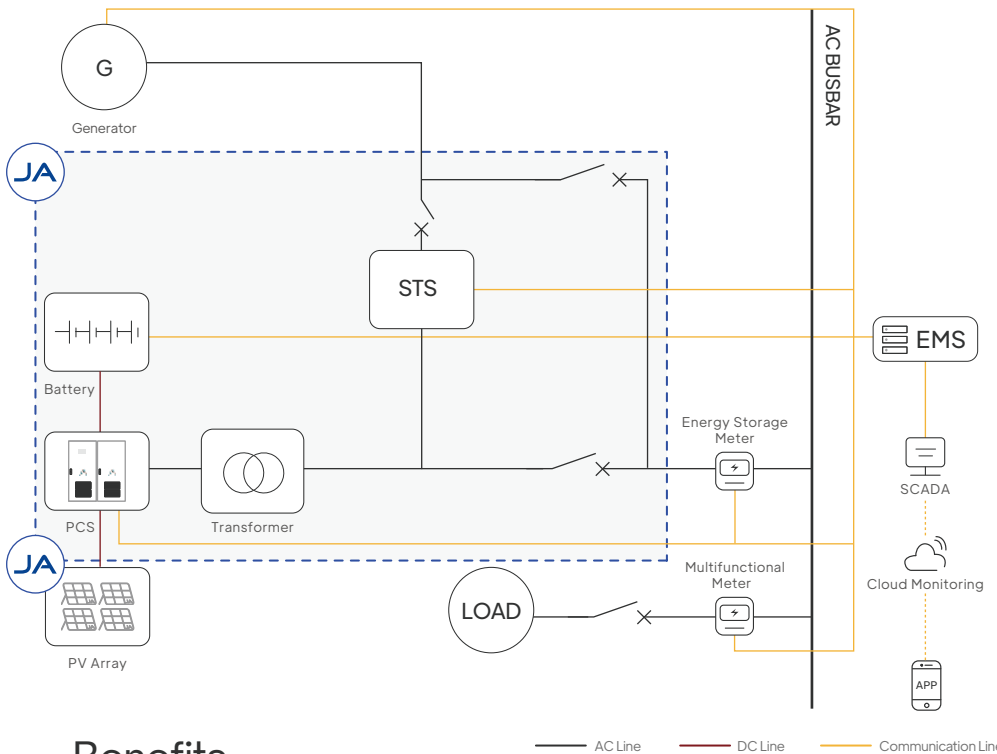 G
Generator
AC BUSBAR
JA
STS
EMS
Battery
Energy Storage
Meter
SCADA
PCS
Transformer
JA
Multifunctional
Meter
Cloud Monitoring
LOAD
PV Array
APP
Benefits
AC Line
DC Line
Communication Line